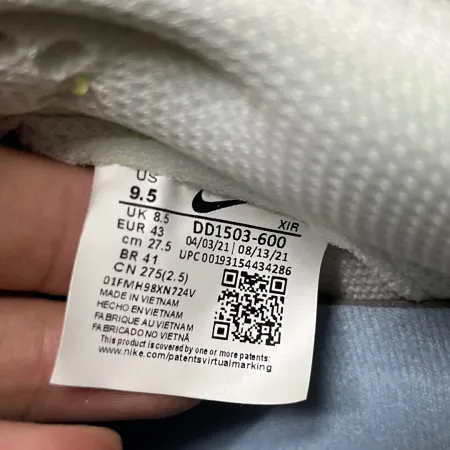 US
9.5
XIR
UK 8.5
EUR 43
cm 27.5
BR 41
CN 275(2.5)
DD1503-600
04/03/21 | 08/13/21
UPC00193154434286
01FMH98XN724V
MADE IN VIETNAM
HECHO EN VIETNAM
FABRIQUE AU VIETNAM
FABRICADO NO VIETNÃ
This product is covered by one or more patents:
www.nike.com/patentsvirtualmarking